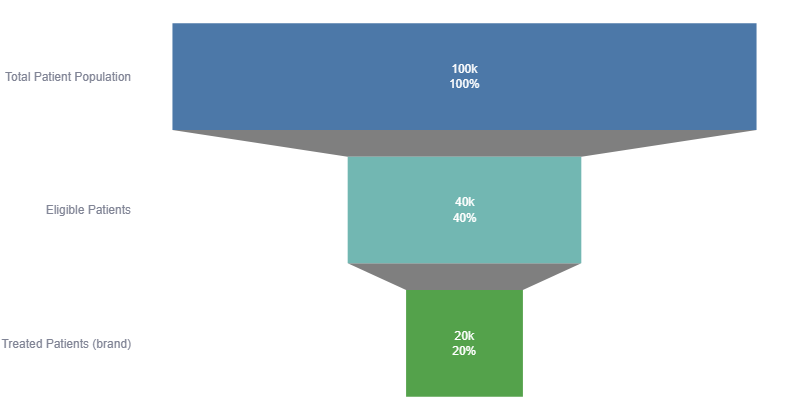 Total Patient Population
100k
100%
Eligible Patients
40k
40%
Treated Patients (brand)
20k
20%